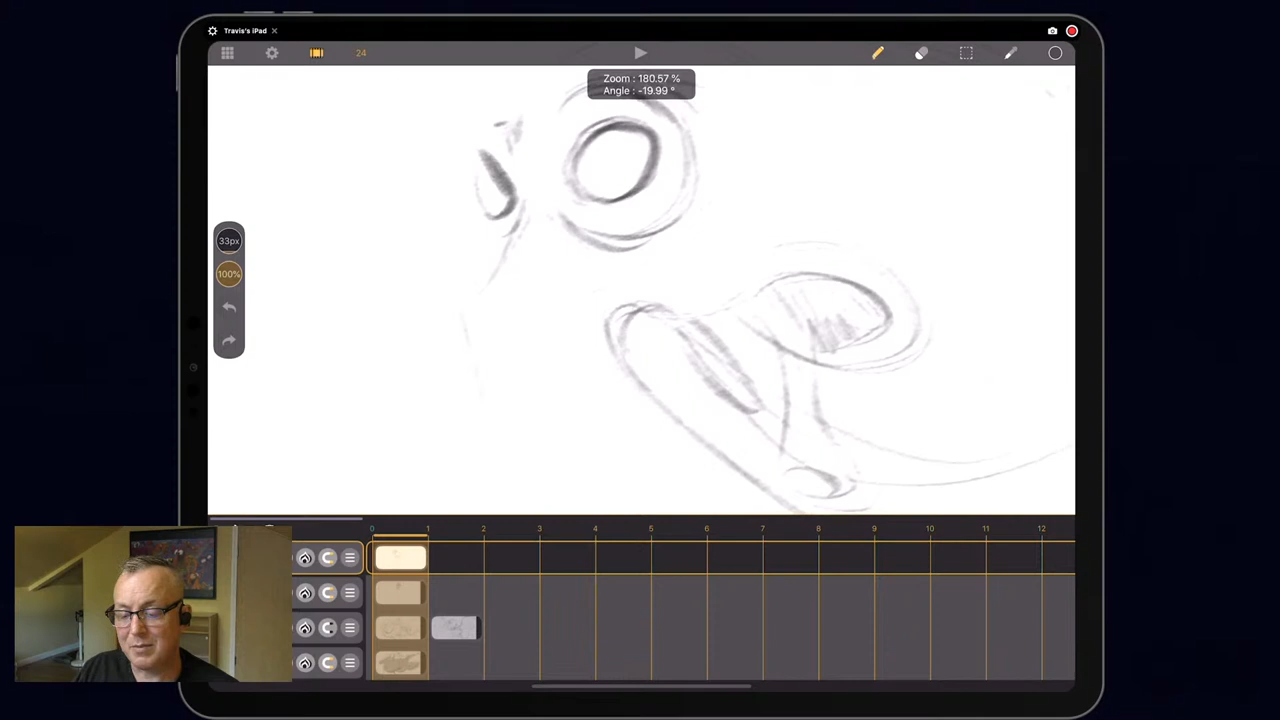 Travis's iPad
24
Zoom : 180.57 %
Angle : -19.99 °
33px
100%
0 1 2 3 4 5 6 7 8 9 10 11 12